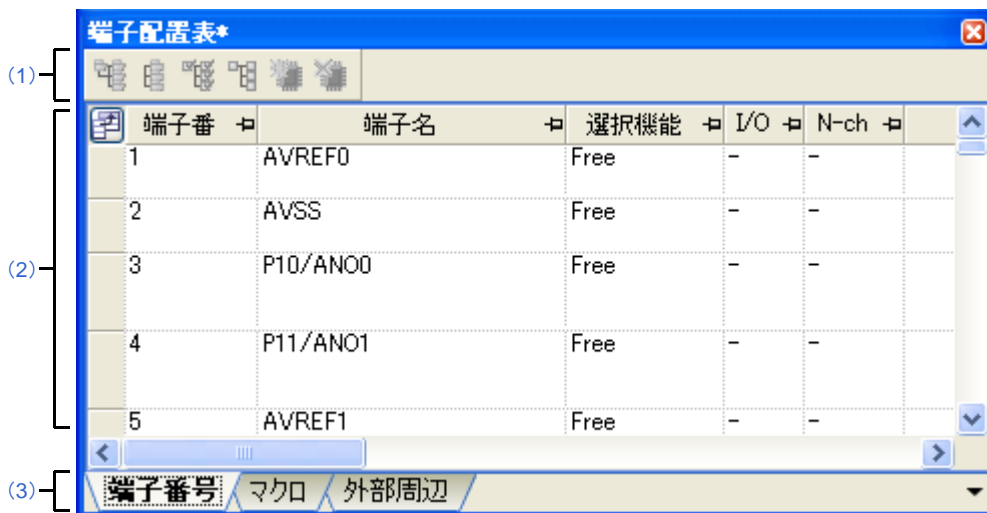 端子配置表*
(1)
(2)
端子番 端子名 選択機能 I/O N-ch
1 AVREF0 Free - -
2 AVSS Free - -
3 P10/ANO0 Free - -
4 P11/ANO1 Free - -
5 AVREF1 Free - -
(3)
端子番号 マクロ 外部周辺